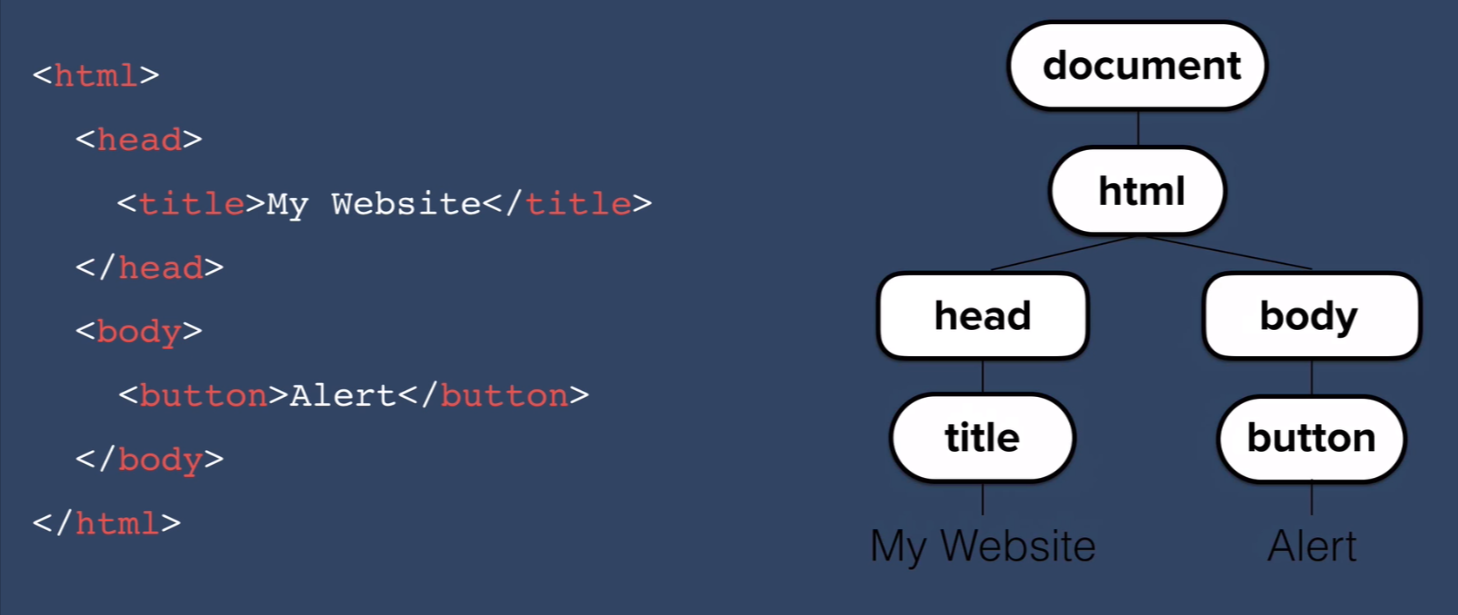 <html>
<head>
<title>My Website</title>
</head>
<body>
<button>Alert</button>
</body>
</html>
document
html
head body
title button
My Website Alert